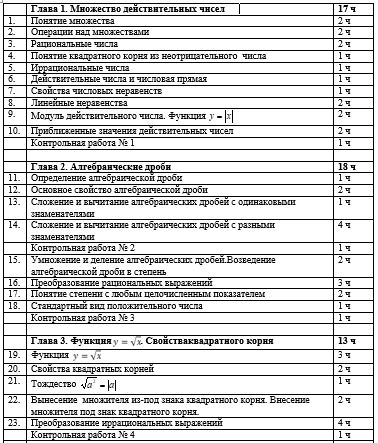 Глава 1. Множество действительных чисел 17 ч
1. Понятие множества 2 ч
2. Операции над множествами 2 ч
3. Рациональные числа 2 ч
4. Понятие квадратного корня из неотрицательного числа 1 ч
5. Иррациональные числа 1 ч
6. Действительные числа и числовая прямая 1 ч
7. Свойства числовых неравенств 1 ч
8. Линейные неравенства 2 ч
9. Модуль действительного числа. Функция y = |x| 2 ч
10. Приближенные значения действительных чисел 2 ч
Контрольная работа № 1 1 ч
Глава 2. Алгебраические дроби 18 ч
11. Определение алгебраической дроби 1 ч
12. Основное свойство алгебраической дроби 2 ч
13. Сложение и вычитание алгебраических дробей с одинаковыми 1 ч
знаменателями
14. Сложение и вычитание алгебраических дробей с разными 4 ч
знаменателями
Контрольная работа № 2 1 ч
15. Умножение и деление алгебраических дробей.Возведение 2 ч
алгебраической дроби в степень
16. Преобразование рациональных выражений 3 ч
17. Понятие степени с любым целочисленным показателем 2 ч
18. Стандартный вид положительного числа 1 ч
Контрольная работа № 3 1 ч
Глава 3. Функция y = √x. Свойстваквадратного корня 13 ч
19. Функция y = √x 3 ч
20. Свойства квадратных корней 2 ч
21. Тождество √a² = |a| 1 ч
22. Вынесение множителя из-под знака квадратного корня. Внесение 2 ч
множителя под знак квадратного корня.
23. Преобразование иррациональных выражений 4 ч
Контрольная работа № 4 1 ч